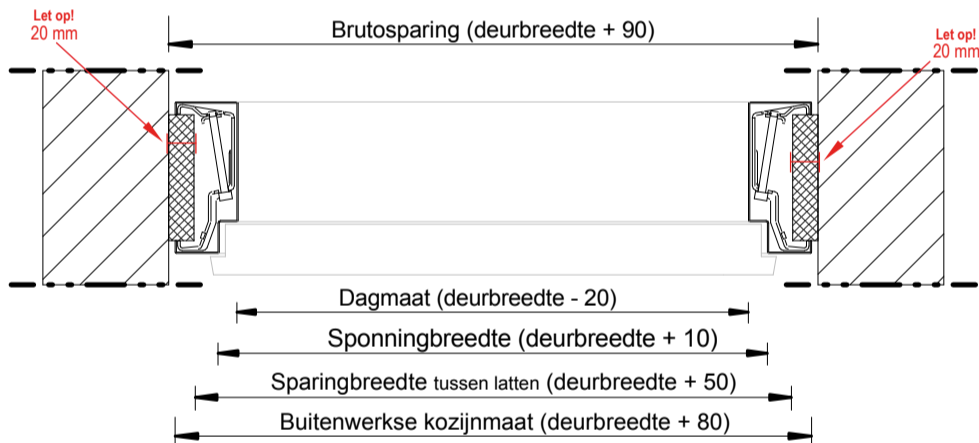 Let op!
20 mm
Brutosparing (deurbreedte + 90)
Let op!
20 mm
Dagmaat (deurbreedte - 20)
Sponningbreedte (deurbreedte + 10)
Sparingbreedte tussen latten (deurbreedte + 50)
Buitenwerkse kozijnmaat (deurbreedte + 80)